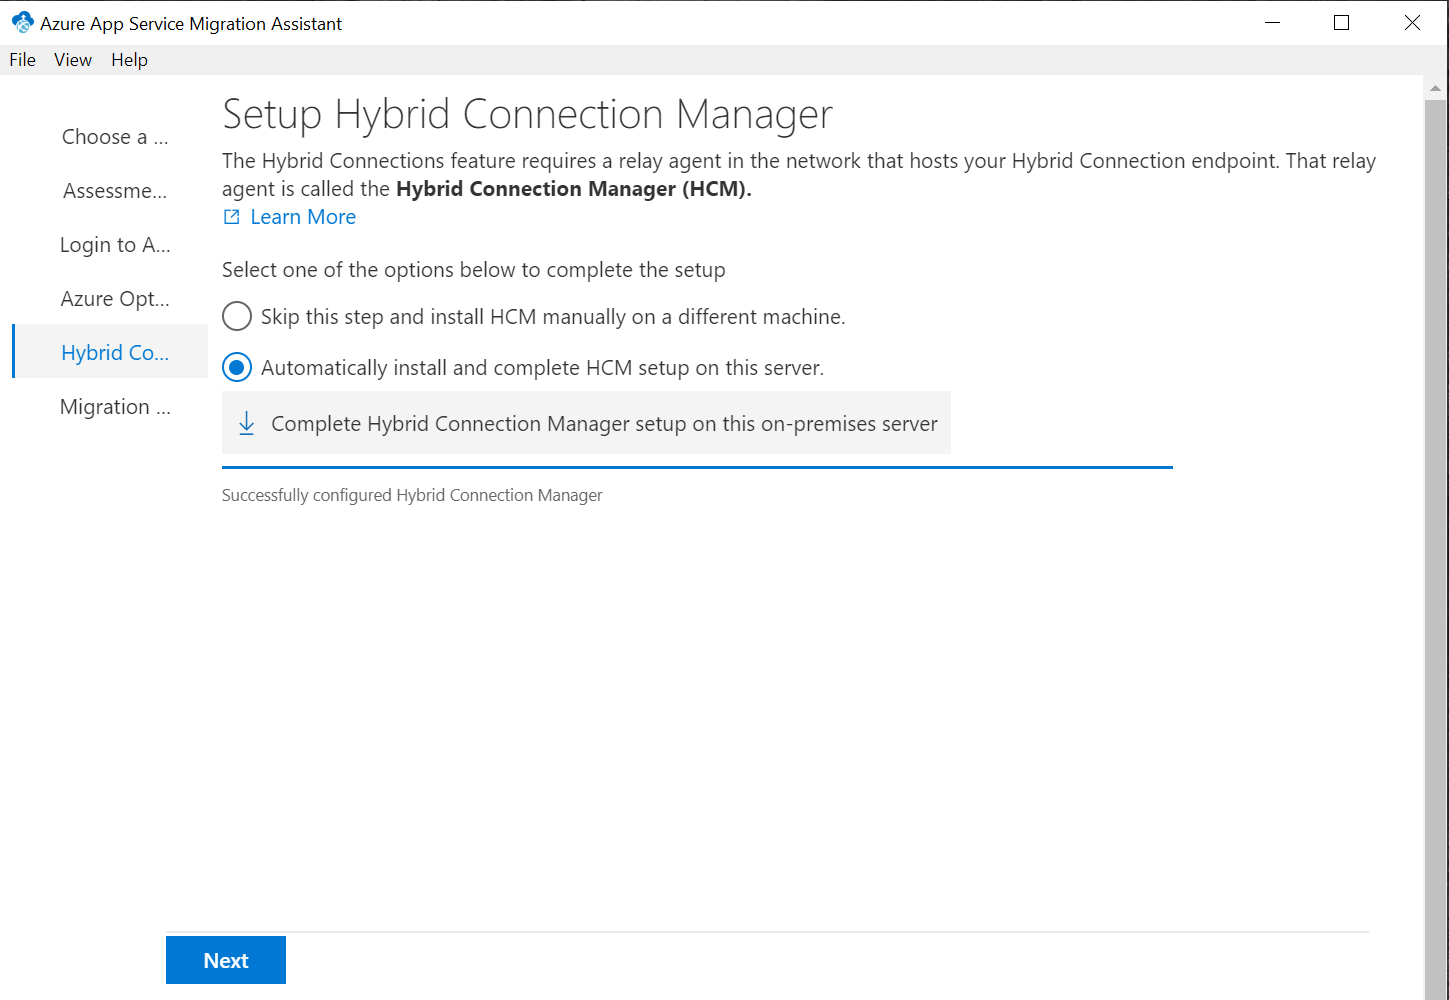 Azure App Service Migration Assistant
File View Help
Choose a ...
Assessme...
Login to A...
Azure Opt...
Hybrid Co...
Migration ...
Setup Hybrid Connection Manager
The Hybrid Connections feature requires a relay agent in the network that hosts your Hybrid Connection endpoint. That relay
agent is called the Hybrid Connection Manager (HCM).
Learn More
Select one of the options below to complete the setup
Skip this step and install HCM manually on a different machine.
Automatically install and complete HCM setup on this server.
Complete Hybrid Connection Manager setup on this on-premises server
Successfully configured Hybrid Connection Manager
Next